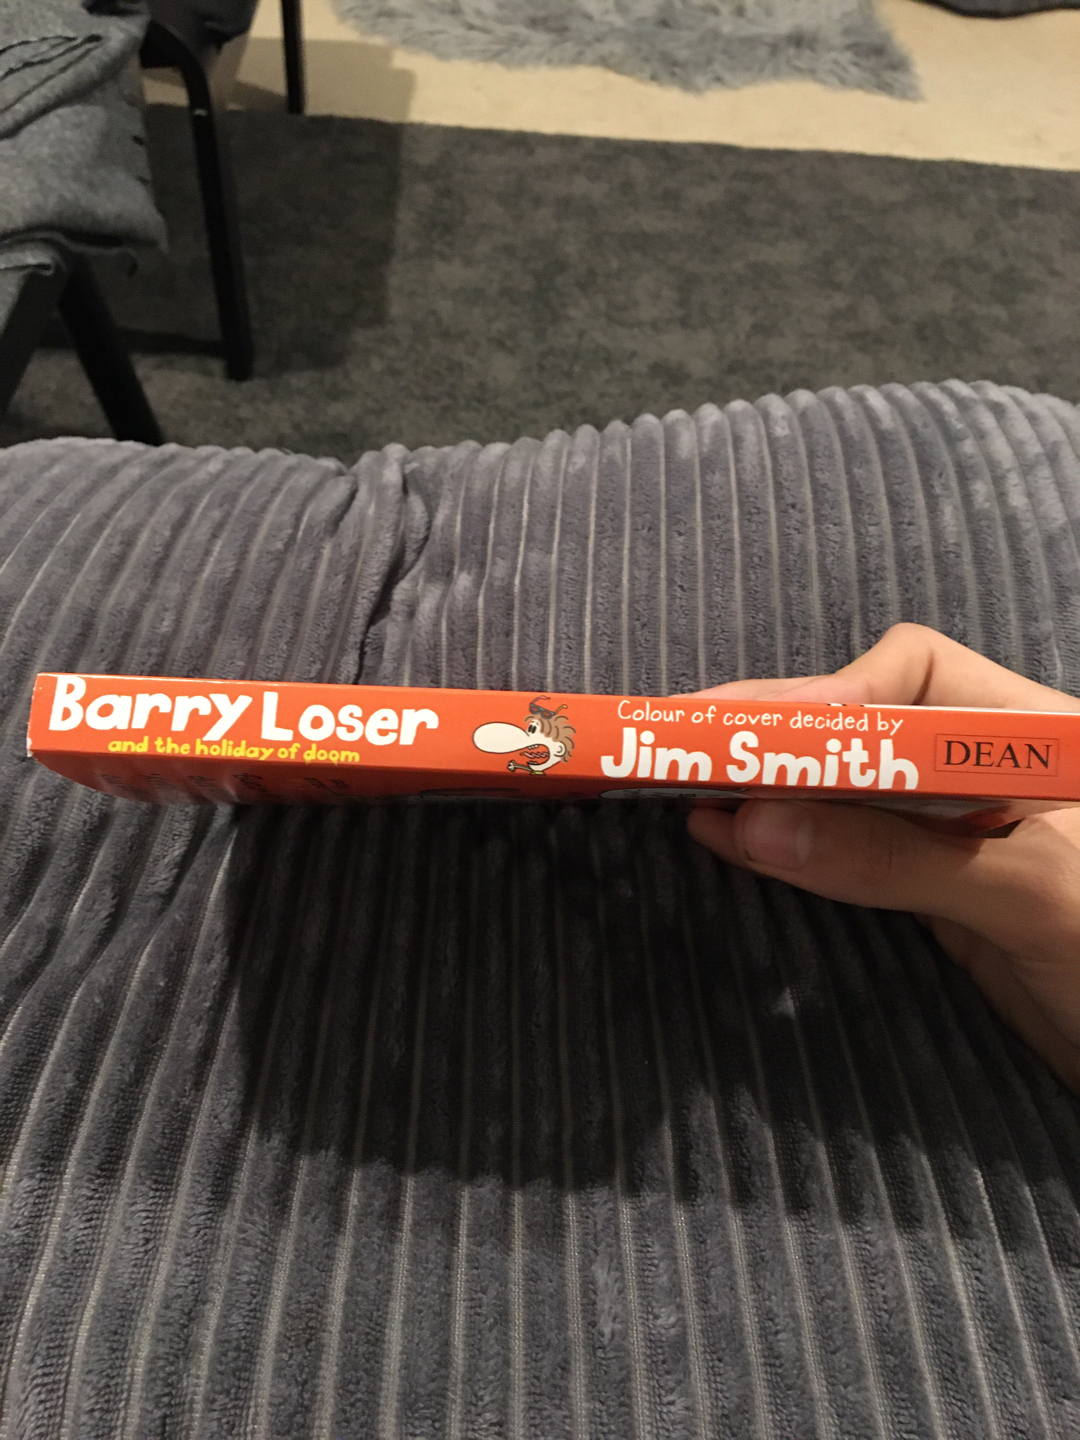 Barry Loser
and the holiday of doom
Colour of cover decided by
Jim Smith
DEAN